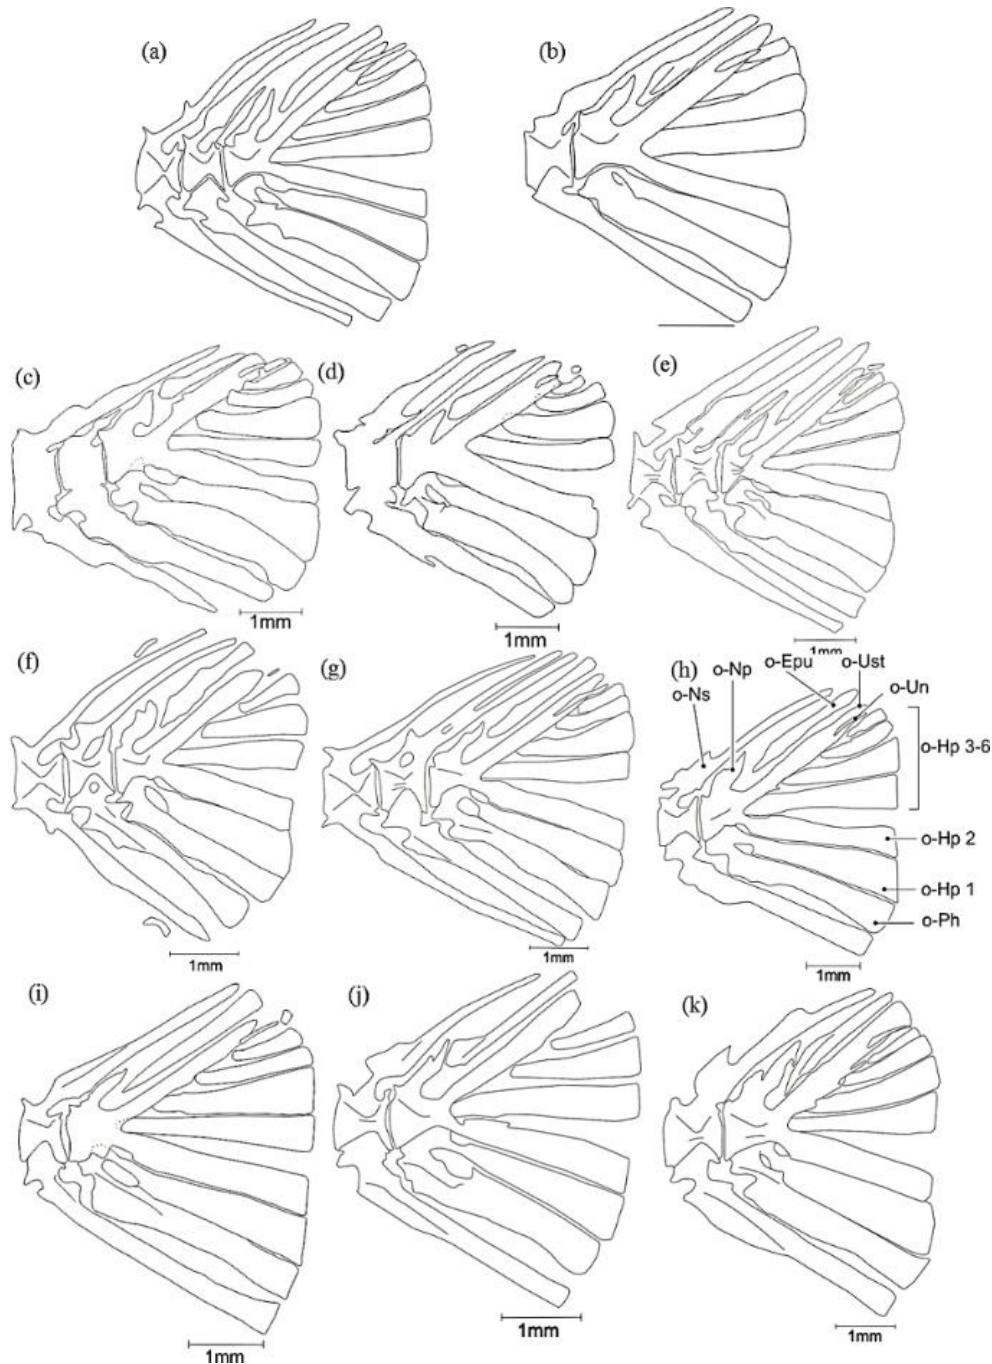 (a)
(b)
(c)
(d)
(e)
1mm
1mm
1mm
(f)
(g)
(h)
o-Ns
o-Np
o-Epu
o-Ust
o-Un
o-Hp 3-6
o-Hp 2
o-Hp 1
o-Ph
1mm
1mm
1mm
(i)
(j)
(k)
1mm
1mm
1mm